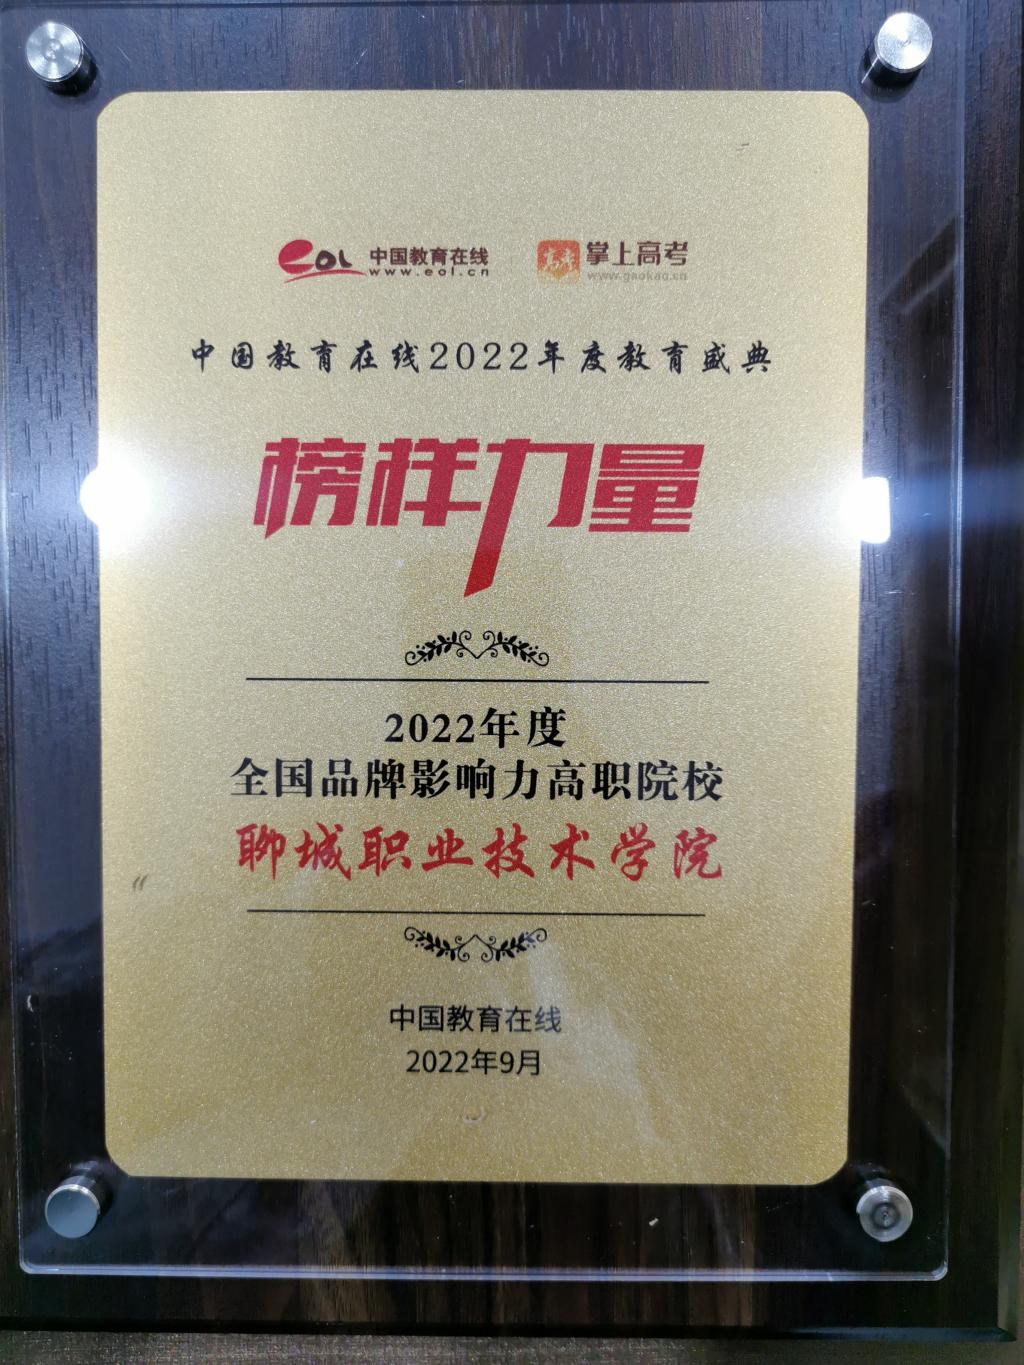 eol 中国教育在线 高考 掌上高考
www.eol.cn www.gaokao.cn
中国教育在线2022年度教育盛典
榜样力量
2022年度
全国品牌影响力高职院校
聊城职业技术学院
中国教育在线
2022年9月